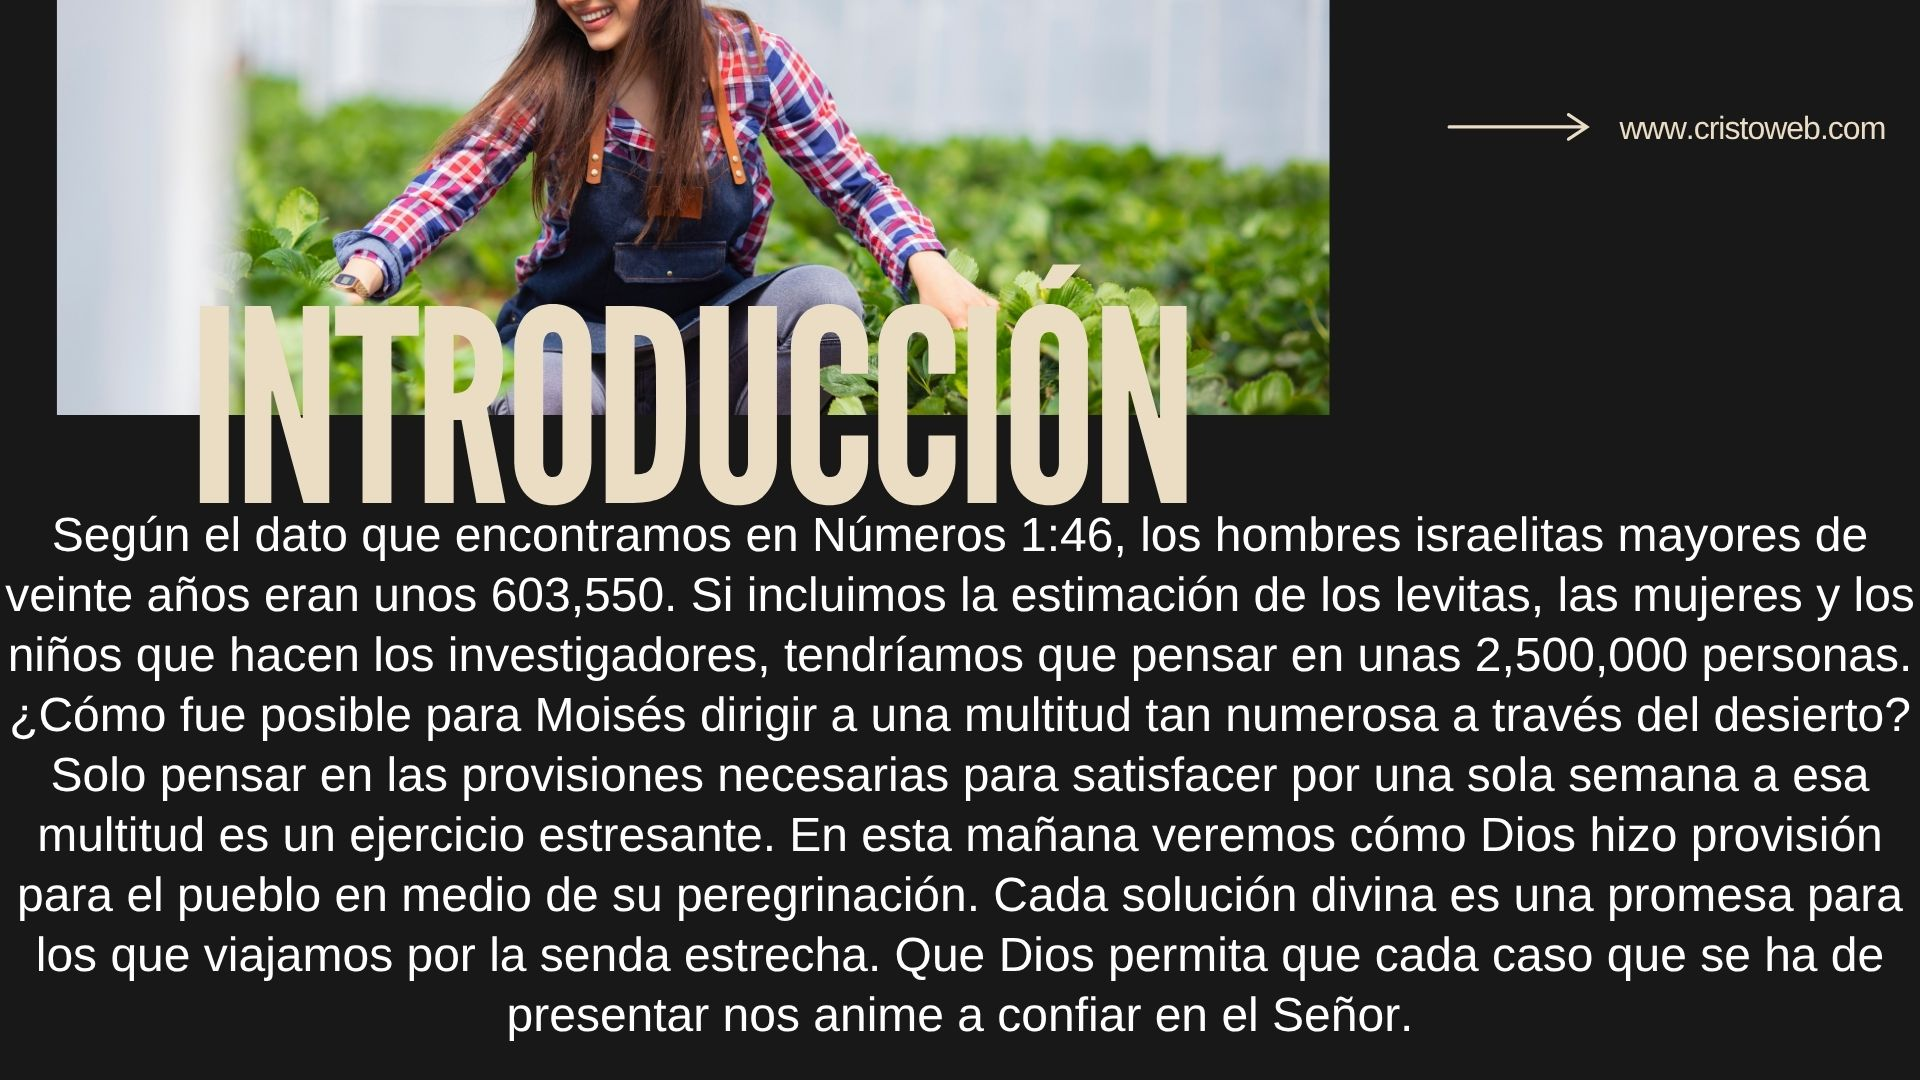 www.cristoweb.com
INTRODUCCIÓN
Según el dato que encontramos en Números 1:46, los hombres israelitas mayores de
veinte años eran unos 603,550. Si incluimos la estimación de los levitas, las mujeres y los
niños que hacen los investigadores, tendríamos que pensar en unas 2,500,000 personas.
¿Cómo fue posible para Moisés dirigir a una multitud tan numerosa a través del desierto?
Solo pensar en las provisiones necesarias para satisfacer por una sola semana a esa
multitud es un ejercicio estresante. En esta mañana veremos cómo Dios hizo provisión
para el pueblo en medio de su peregrinación. Cada solución divina es una promesa para
los que viajamos por la senda estrecha. Que Dios permita que cada caso que se ha de
presentar nos anime a confiar en el Señor.